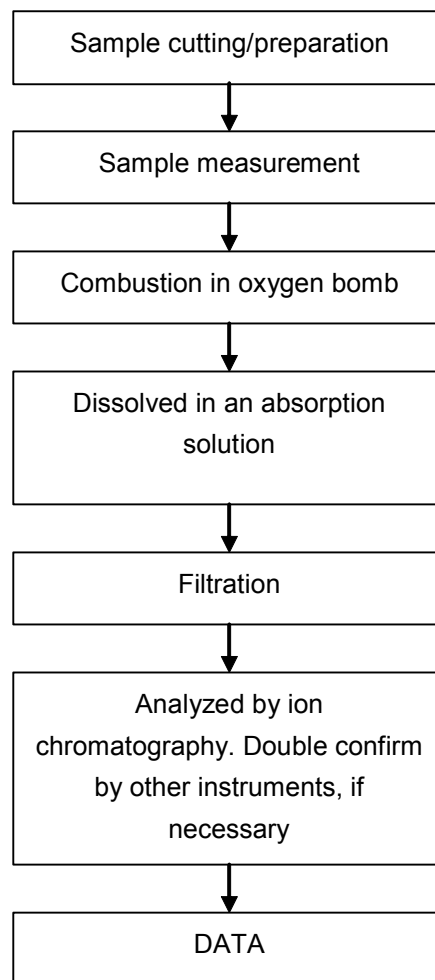 Sample cutting/preparation
Sample measurement
Combustion in oxygen bomb
Dissolved in an absorption
solution
Filtration
Analyzed by ion
chromatography. Double confirm
by other instruments, if
necessary
DATA